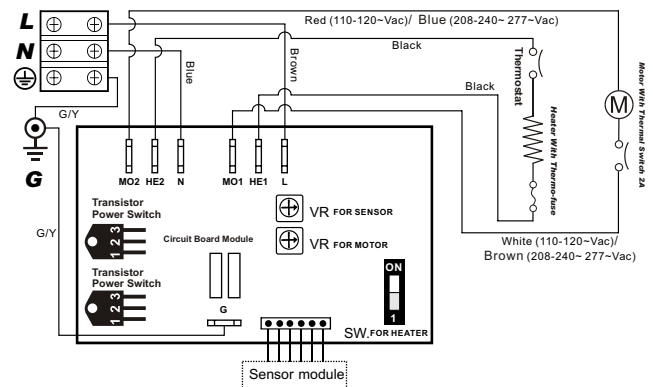 L
N
Red (110-120~Vac)/ Blue (208-240~ 277~Vac)
Black
Blue
Brown
Black
Thermostat
Heater With Thermo-fuse
M
Motor With Thermal Switch 2A
G/Y
G
MO2 HE2 N MO1 HE1 L
Transistor
Power Switch
1 2 3
VR FOR SENSOR
Circuit Board Module
VR FOR MOTOR
G/Y
White (110-120~Vac)/
Brown (208-240~ 277~Vac)
Transistor
Power Switch
1 2 3
ON
1
G
SW.FOR HEATER
Sensor module